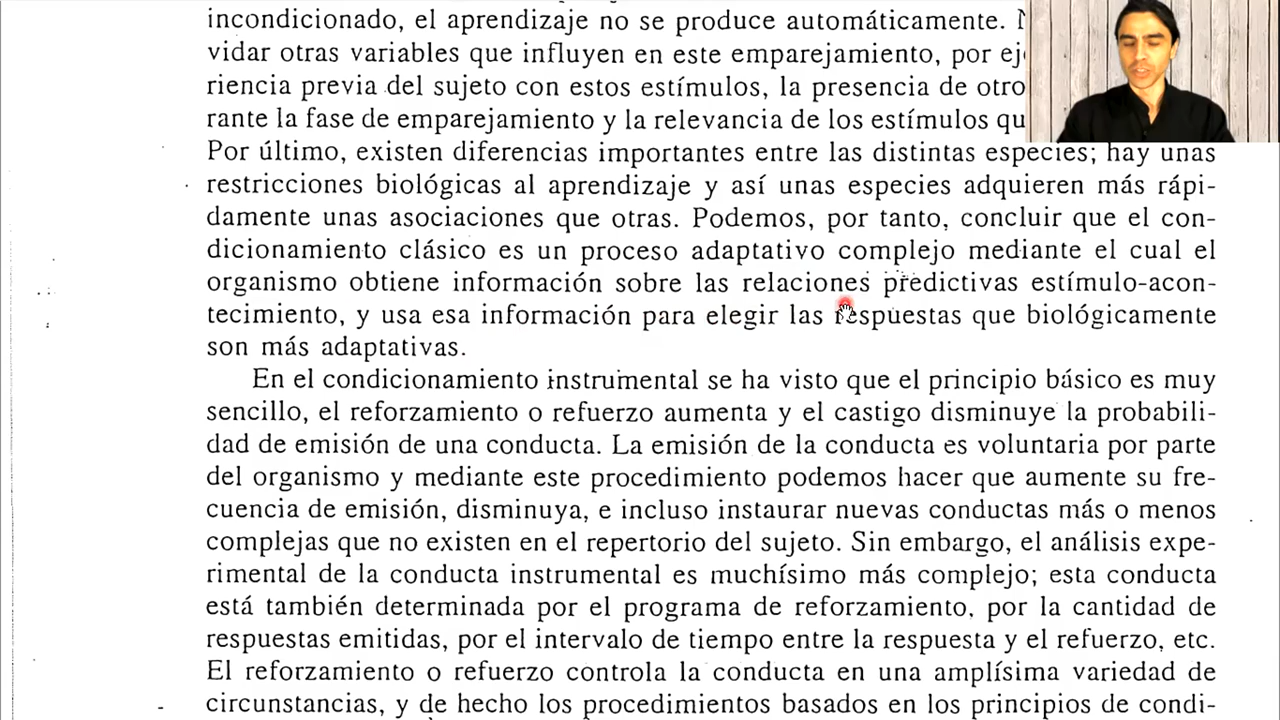 incondicionado, el aprendizaje no se produce automáticamente.
vidar otras variables que influyen en este emparejamiento, por
riencia previa del sujeto con estos estímulos, la presencia de otro
rante la fase de emparejamiento y la relevancia de los estímulos
Por último, existen diferencias importantes entre las distintas especies; hay unas
restricciones biológicas al aprendizaje y así unas especies adquieren más rápi-
damente unas asociaciones que otras. Podemos, por tanto, concluir que el con-
dicionamiento clásico es un proceso adaptativo complejo mediante el cual el
organismo obtiene información sobre las relaciones predictivas estímulo-acon-
tecimiento, y usa esa información para elegir las respuestas que biológicamente
son más adaptativas.
En el condicionamiento instrumental se ha visto que el principio básico es muy
sencillo, el reforzamiento o refuerzo aumenta y el castigo disminuye la probabili-
dad de emisión de una conducta. La emisión de la conducta es voluntaria por parte
del organismo y mediante este procedimiento podemos hacer que aumente su fre-
cuencia de emisión, disminuya, e incluso instaurar nuevas conductas más o menos
complejas que no existen en el repertorio del sujeto. Sin embargo, el análisis expe-
rimental de la conducta instrumental es muchísimo más complejo; esta conducta
está también determinada por el programa de reforzamiento, por la cantidad de
respuestas emitidas, por el intervalo de tiempo entre la respuesta y el refuerzo, etc.
El reforzamiento o refuerzo controla la conducta en una amplísima variedad de
circunstancias, y de hecho los procedimientos basados en los principios de condi-